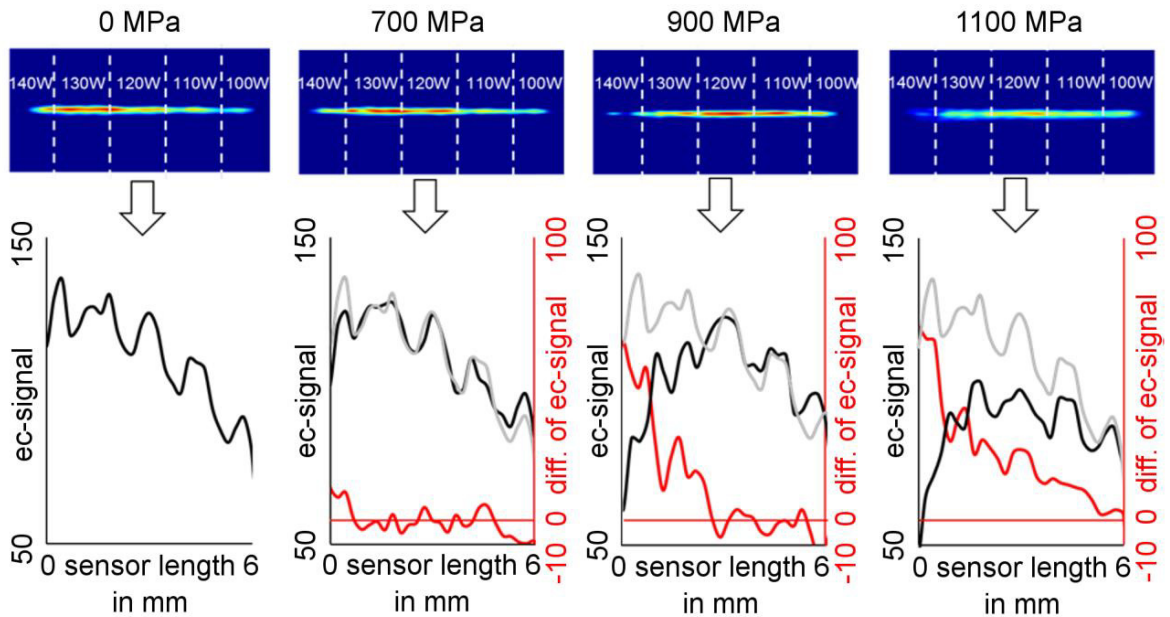 0 MPa
700 MPa
900 MPa
1100 MPa
140W 130W 120W 110W 100W
140W 130W 120W 110W 100W
140W 130W 120W 110W 100W
140W 130W 120W 110W 100W
150
ec-signal
50
0 sensor length 6
in mm
150
ec-signal
50
100
diff. of ec-signal
0
-10
0 sensor length 6
in mm
150
ec-signal
50
100
diff. of ec-signal
0
-10
0 sensor length 6
in mm
150
ec-signal
50
100
diff. of ec-signal
0
-10
0 sensor length 6
in mm